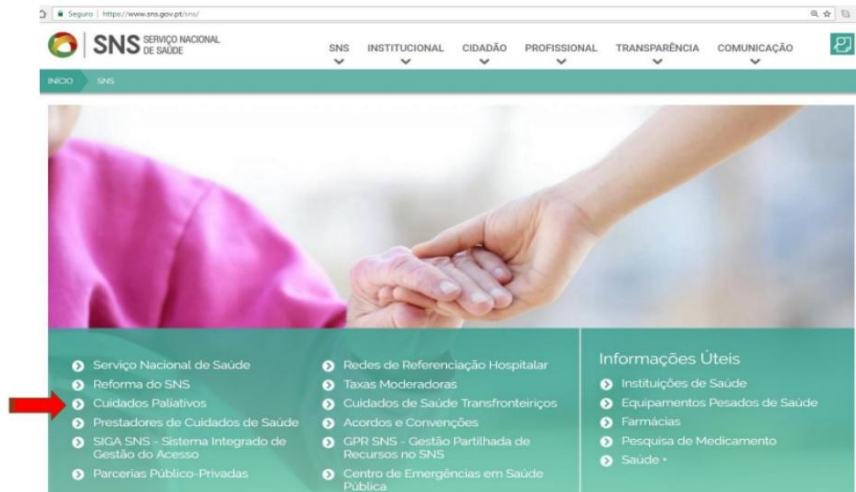 Seguro | https://www.sns.gov.pt/sns/
SNS SERVIÇO NACIONAL
DE SAÚDE
SNS INSTITUCIONAL CIDADÃO PROFISSIONAL TRANSPARÊNCIA COMUNICAÇÃO
INÍCIO SNS
Serviço Nacional de Saúde
Reforma do SNS
Cuidados Paliativos
Prestadores de Cuidados de Saúde
SIGA SNS - Sistema Integrado de
Gestão do Acesso
Parcerias Público-Privadas
Redes de Referenciação Hospitalar
Taxas Moderadoras
Cuidados de Saúde Transfronteiriços
Acordos e Convenções
GPR SNS - Gestão Partilhada de
Recursos no SNS
Centro de Emergências em Saúde
Pública
Informações Úteis
Instituições de Saúde
Equipamentos Pesados de Saúde
Farmácias
Pesquisa de Medicamento
Saúde +